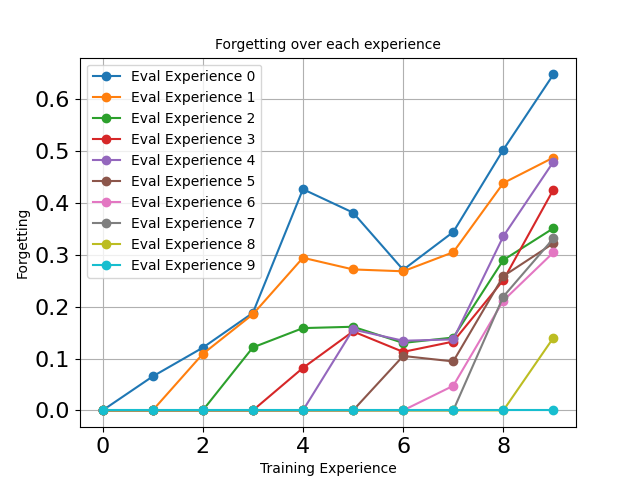 Forgetting over each experience
Eval Experience 0
Eval Experience 1
Eval Experience 2
Eval Experience 3
Eval Experience 4
Eval Experience 5
Eval Experience 6
Eval Experience 7
Eval Experience 8
Eval Experience 9
Forgetting
0.6
0.5
0.4
0.3
0.2
0.1
0.0
0 2 4 6 8
Training Experience